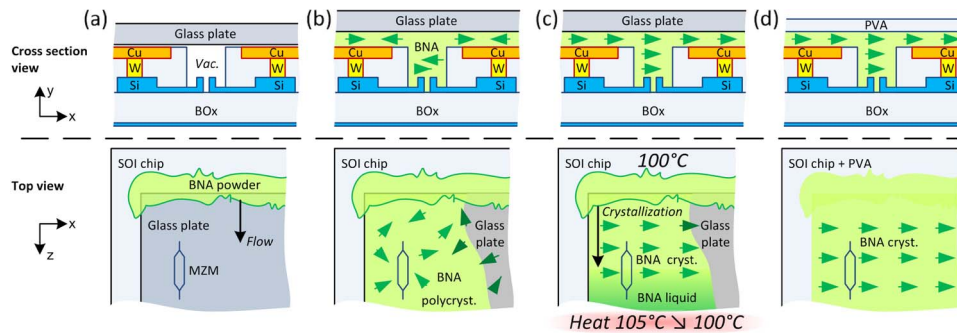 (a)
(b)
(c)
(d)
Cross section
view
y
x
Glass plate
Cu
Vac.
Cu
W
W
Si
Si
BOx
Glass plate
BNA
Cu
Cu
W
W
Si
Si
BOx
Glass plate
Cu
Cu
W
W
Si
Si
BOx
PVA
Cu
Cu
W
W
Si
Si
BOx
Top view
x
z
SOI chip
BNA powder
Glass plate
Flow
MZM
SOI chip
Glass
plate
BNA
polycryst.
SOI chip
100°C
Crystallization
Glass
plate
BNA cryst.
BNA liquid
Heat 105°C ↘ 100°C
SOI chip + PVA
BNA cryst.